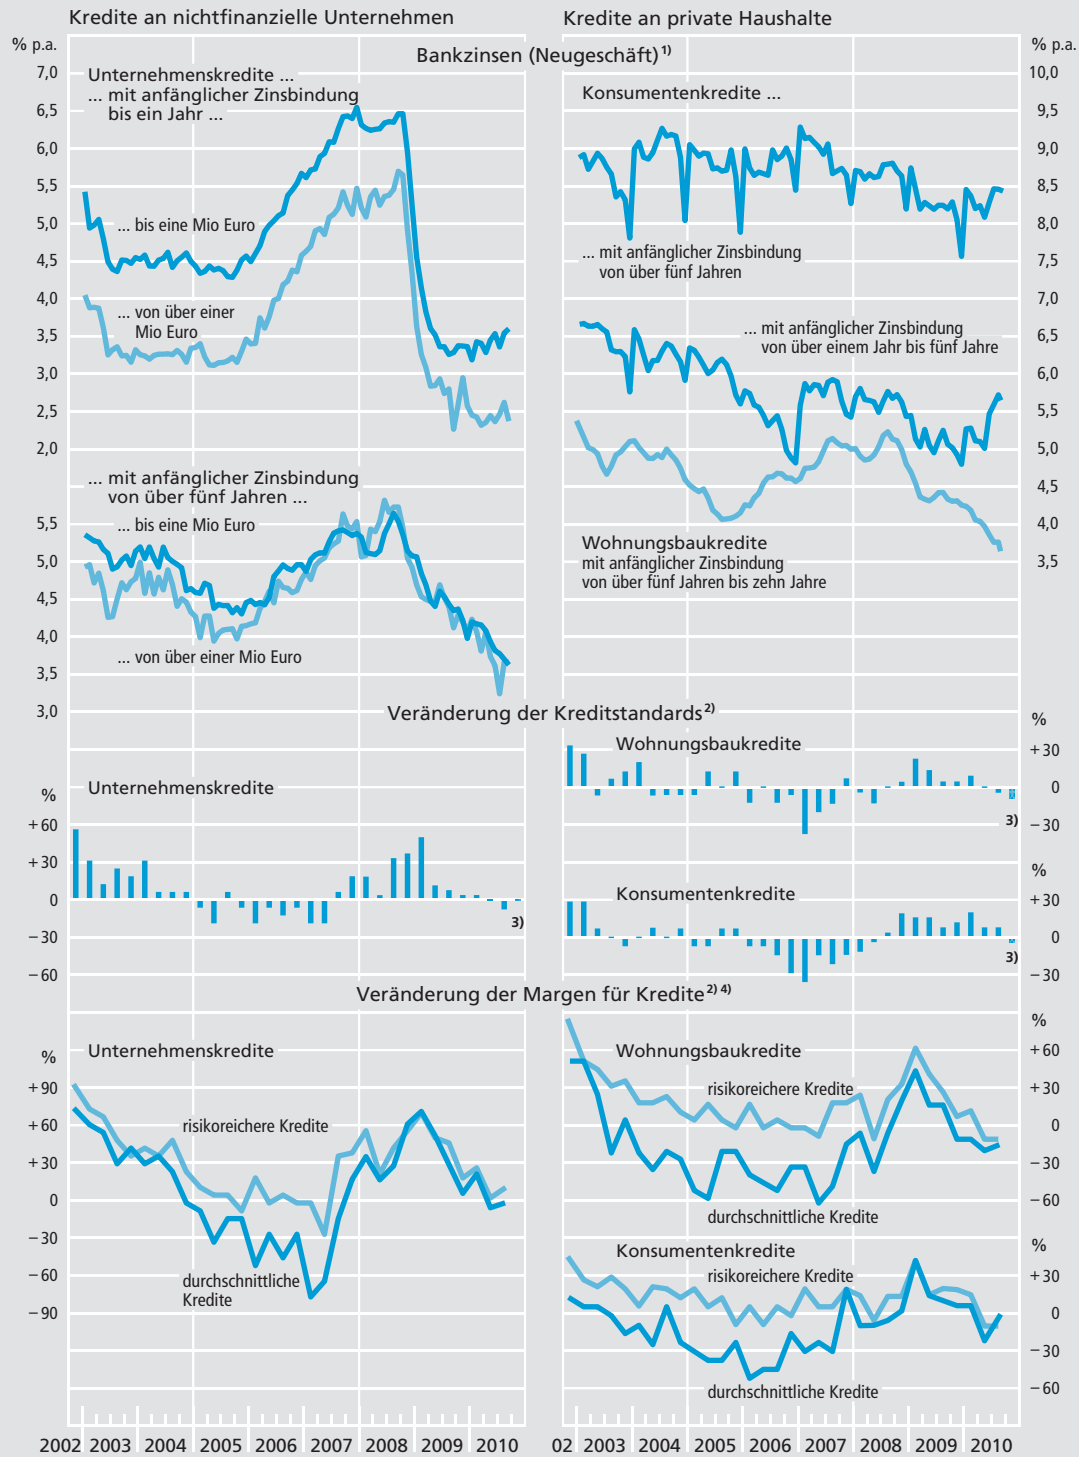 Kredite an nichtfinanzielle Unternehmen
Kredite an private Haushalte
% p.a.
Bankzinsen (Neugeschäft)1)
% p.a.
7,0
6,5
6,0
5,5
5,0
4,5
4,0
3,5
3,0
2,5
2,0
Unternehmenskredite ...
... mit anfänglicher Zinsbindung
bis ein Jahr ...
... bis eine Mio Euro
... von über einer
Mio Euro
... mit anfänglicher Zinsbindung
von über fünf Jahren ...
... bis eine Mio Euro
... von über einer Mio Euro
5,5
5,0
4,5
4,0
3,5
3,0
Konsumentenkredite ...
... mit anfänglicher Zinsbindung
von über fünf Jahren
... mit anfänglicher Zinsbindung
von über einem Jahr bis fünf Jahre
Wohnungsbaukredite
mit anfänglicher Zinsbindung
von über fünf Jahren bis zehn Jahre
10,0
9,5
9,0
8,5
8,0
7,5
7,0
6,5
6,0
5,5
5,0
4,5
4,0
3,5
Veränderung der Kreditstandards2)
%
Unternehmenskredite
+60
+30
0
−30
−60
3)
%
Wohnungsbaukredite
+30
0
−30
3)
%
Konsumentenkredite
+30
0
−30
3)
Veränderung der Margen für Kredite2) 4)
%
Unternehmenskredite
+90
+60
+30
0
−30
−60
−90
risikoreichere Kredite
durchschnittliche
Kredite
%
Wohnungsbaukredite
+60
+30
0
−30
−60
risikoreichere Kredite
durchschnittliche Kredite
%
Konsumentenkredite
risikoreichere Kredite
+30
0
−30
−60
durchschnittliche Kredite
2002 2003 2004 2005 2006 2007 2008 2009 2010
02 2003 2004 2005 2006 2007 2008 2009 2010